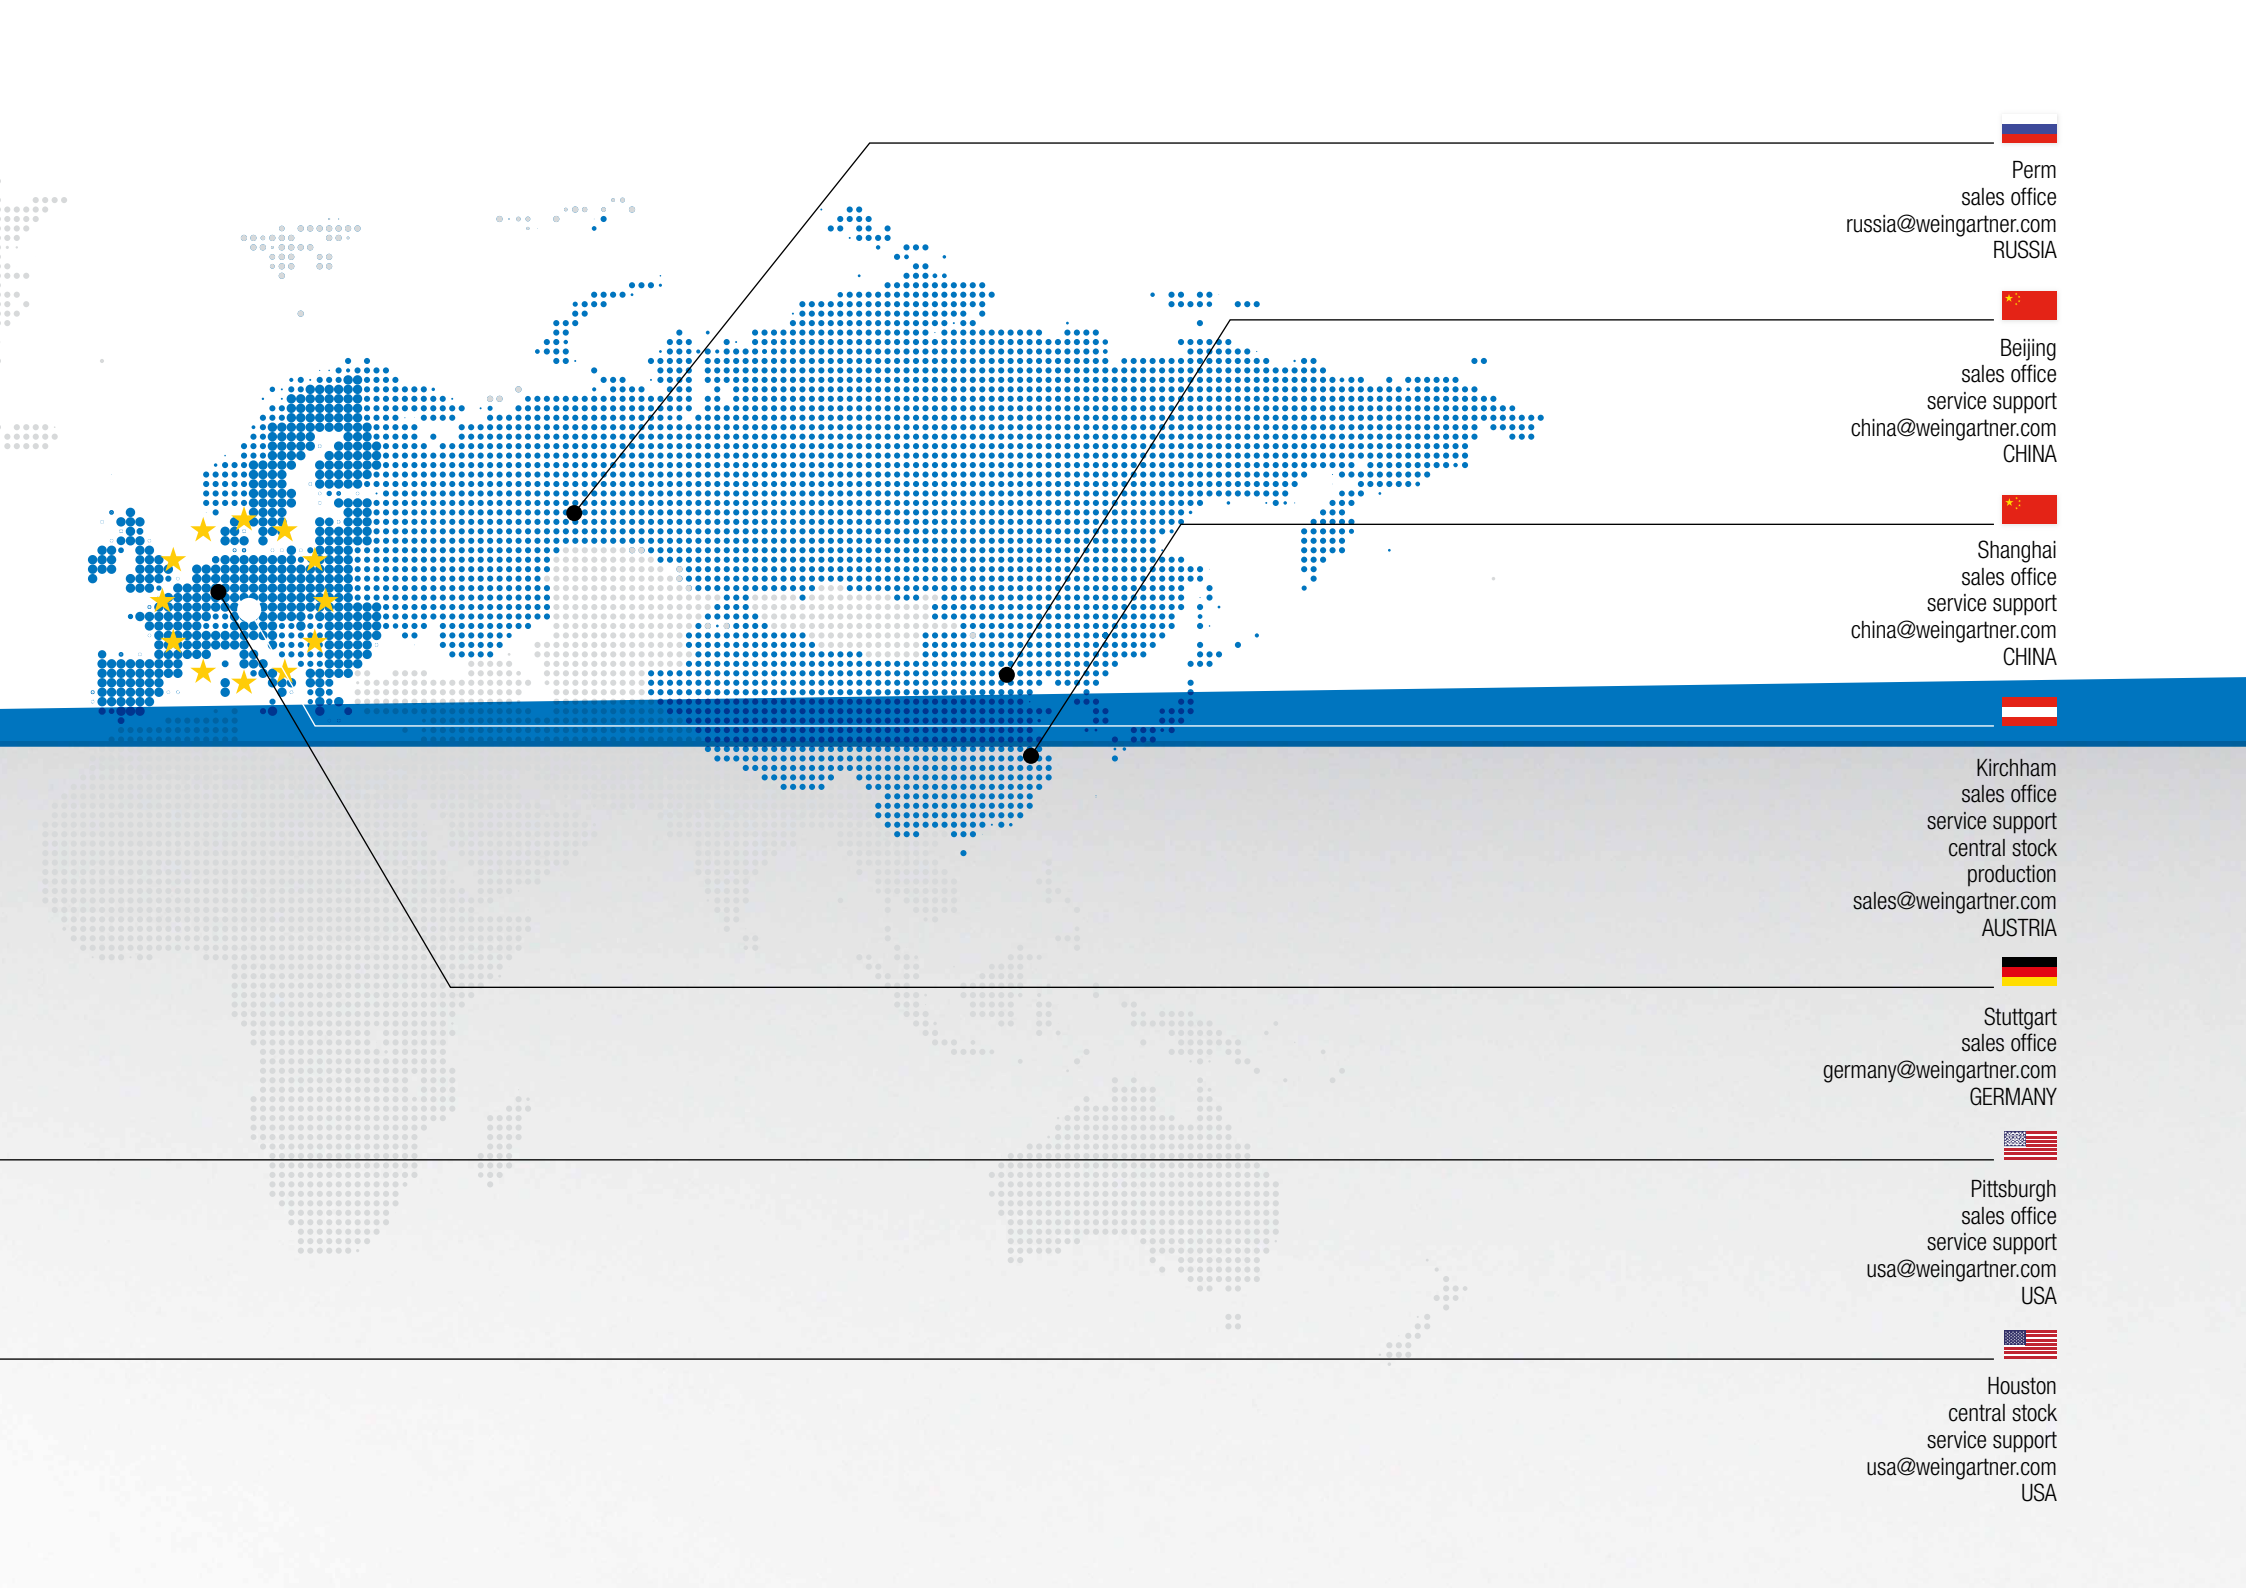 Perm
sales office
russia@weingartner.com
RUSSIA
Beijing
sales office
service support
china@weingartner.com
CHINA
Shanghai
sales office
service support
china@weingartner.com
CHINA
Kirchham
sales office
service support
central stock
production
sales@weingartner.com
AUSTRIA
Stuttgart
sales office
germany@weingartner.com
GERMANY
Pittsburgh
sales office
service support
usa@weingartner.com
USA
Houston
central stock
service support
usa@weingartner.com
USA